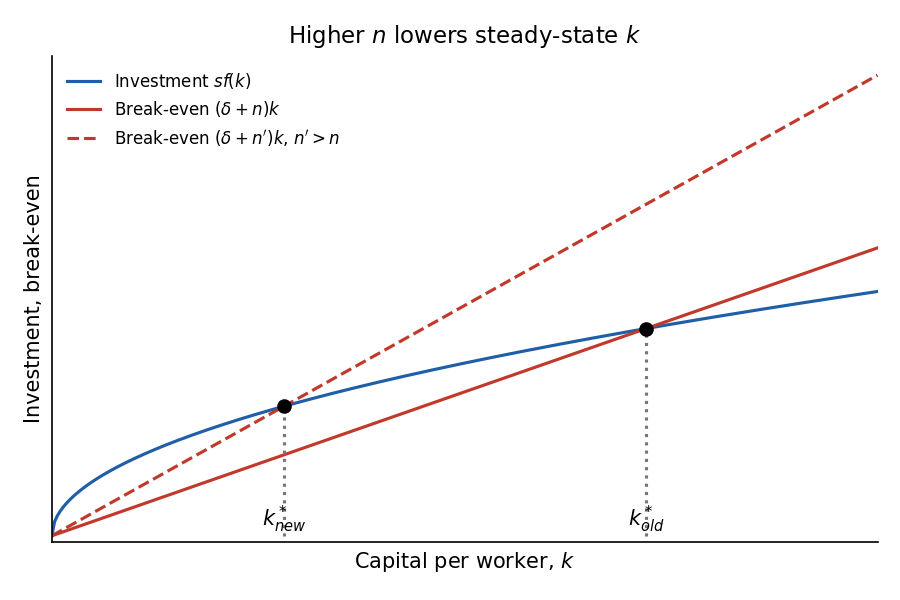 Higher n lowers steady-state k
Investment sf(k)
Break-even (δ + n)k
Break-even (δ + n′)k, n′ > n
Investment, break-even
k*new
k*old
Capital per worker, k